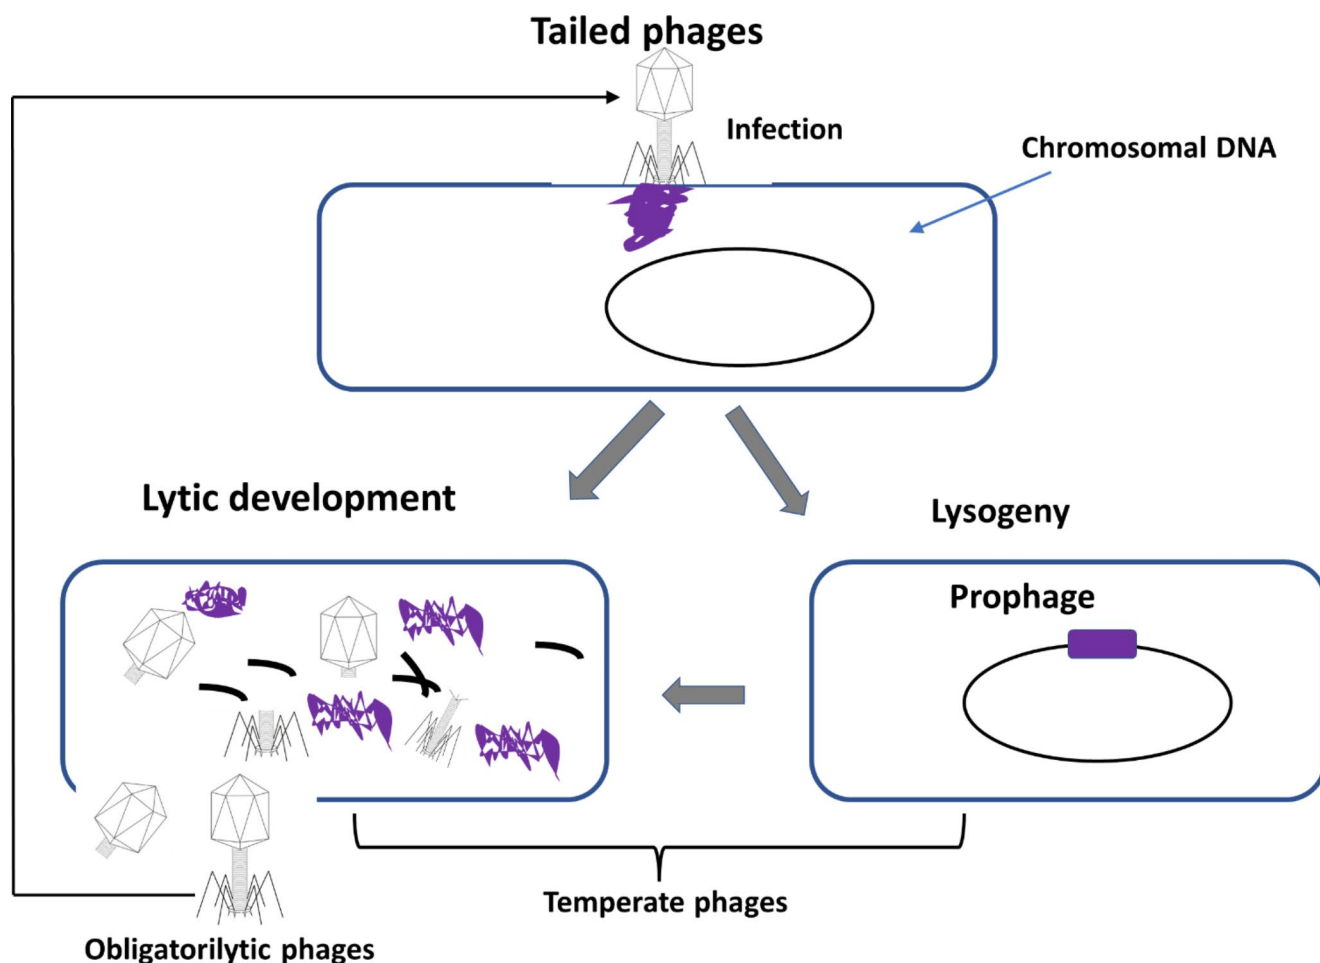 Tailed phages
Infection
Chromosomal DNA
Lytic development
Lysogeny
Prophage
Temperate phages
Obligatorilytic phages